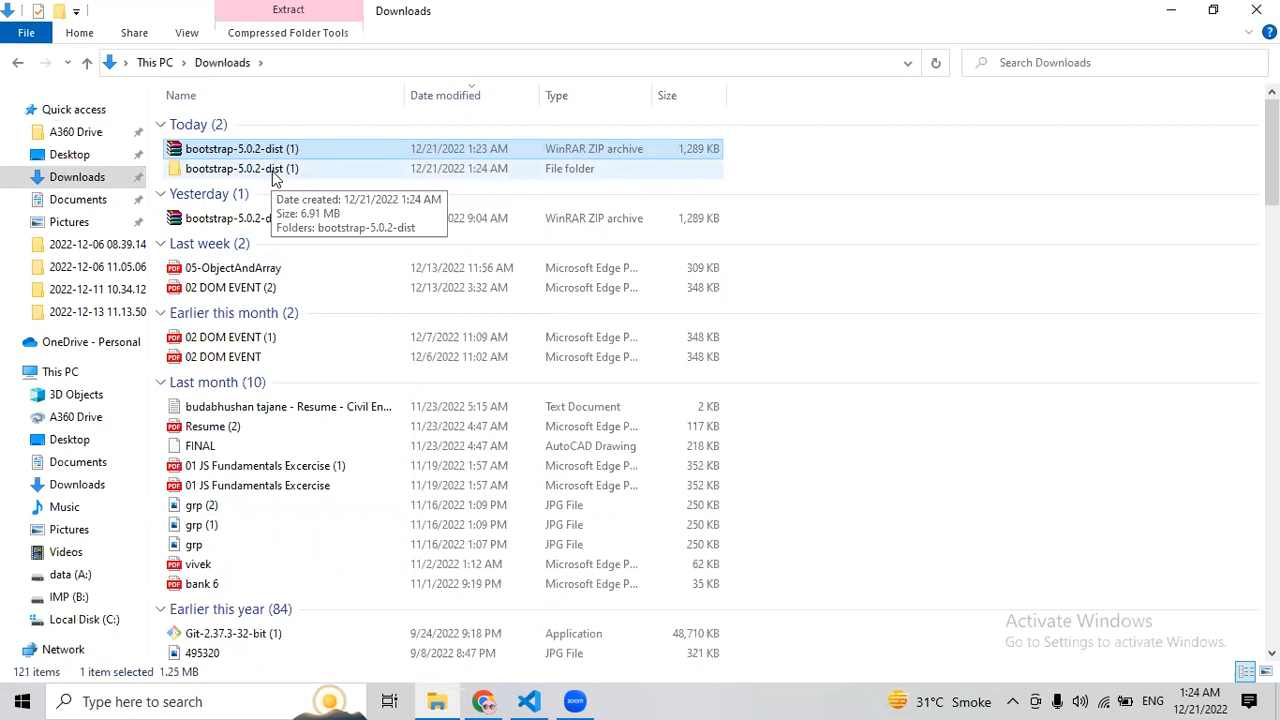 Extract
Downloads
File
Home
Share
View
Compressed Folder Tools
This PC
Downloads
Search Downloads
Name
Date modified
Type
Size
Quick access
A360 Drive
Desktop
Downloads
Documents
Pictures
2022-12-06 08.39.14
2022-12-06 11.05.06
2022-12-11 10.34.12
2022-12-13 11.13.50
OneDrive - Personal
This PC
3D Objects
A360 Drive
Desktop
Documents
Downloads
Music
Pictures
Videos
data (A:)
IMP (B:)
Local Disk (C:)
Network
Today (2)
bootstrap-5.0.2-dist (1) 12/21/2022 1:23 AM WinRAR ZIP archive 1,289 KB
bootstrap-5.0.2-dist (1) 12/21/2022 1:24 AM File folder
Date created: 12/21/2022 1:24 AM
Size: 6.91 MB
Folders: bootstrap-5.0.2-dist
Yesterday (1)
bootstrap-5.0.2-d 2022 9:04 AM WinRAR ZIP archive 1,289 KB
Last week (2)
05-ObjectAndArray 12/13/2022 11:56 AM Microsoft Edge P... 309 KB
02 DOM EVENT (2) 12/13/2022 3:32 AM Microsoft Edge P... 348 KB
Earlier this month (2)
02 DOM EVENT (1) 12/7/2022 11:09 AM Microsoft Edge P... 348 KB
02 DOM EVENT 12/6/2022 11:02 AM Microsoft Edge P... 348 KB
Last month (10)
budabhushan tajane - Resume - Civil En... 11/23/2022 5:15 AM Text Document 2 KB
Resume (2) 11/23/2022 4:47 AM Microsoft Edge P... 117 KB
FINAL 11/23/2022 4:47 AM AutoCAD Drawing 218 KB
01 JS Fundamentals Excercise (1) 11/19/2022 1:57 AM Microsoft Edge P... 352 KB
01 JS Fundamentals Excercise 11/19/2022 1:57 AM Microsoft Edge P... 352 KB
grp (2) 11/16/2022 1:09 PM JPG File 250 KB
grp (1) 11/16/2022 1:09 PM JPG File 250 KB
grp 11/16/2022 1:07 PM JPG File 250 KB
vivek 11/2/2022 1:12 AM Microsoft Edge P... 62 KB
bank 6 11/1/2022 9:19 PM Microsoft Edge P... 35 KB
Earlier this year (84)
Git-2.37.3-32-bit (1) 9/24/2022 9:18 PM Application 48,710 KB
495320 9/8/2022 8:47 PM JPG File 321 KB
Activate Windows
Go to Settings to activate Windows.
121 items 1 item selected 1.25 MB
Type here to search
zoom
31°C Smoke
ENG
1:24 AM
12/21/2022